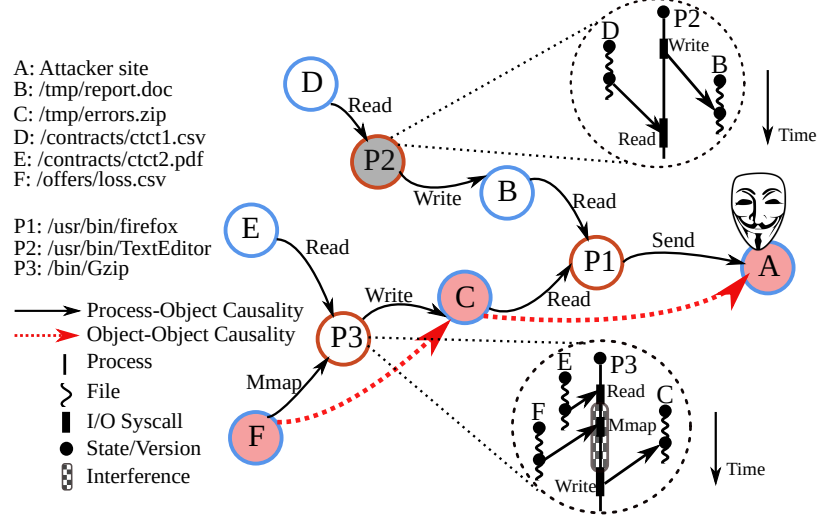 A: Attacker site
B: /tmp/report.doc
C: /tmp/errors.zip
D: /contracts/ctct1.csv
E: /contracts/ctct2.pdf
F: /offers/loss.csv
P1: /usr/bin/firefox
P2: /usr/bin/TextEditor
P3: /bin/Gzip
Process-Object Causality
Object-Object Causality
Process
File
I/O Syscall
State/Version
Interference
D
Read
P2
Write
B
Read
E
Read
P1
Send
A
Write
C
Read
P3
Mmap
F
P2
D
Write
B
Read
Time
P3
E
Read
F
C
Mmap
Write
Time